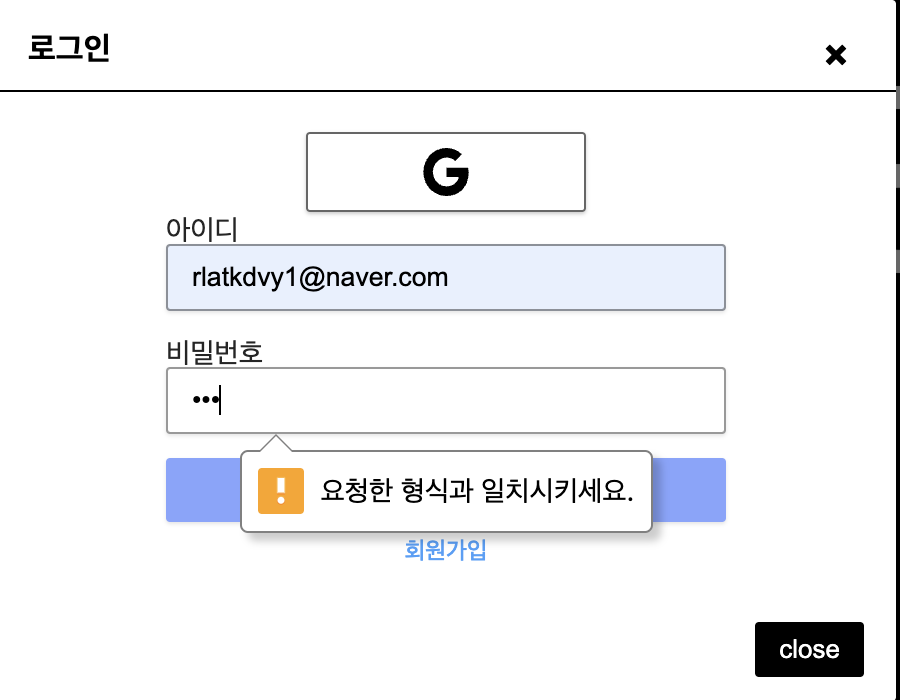 로그인
G
아이디
rlatkdvy1@naver.com
비밀번호
요청한 형식과 일치시키세요.
회원가입
close